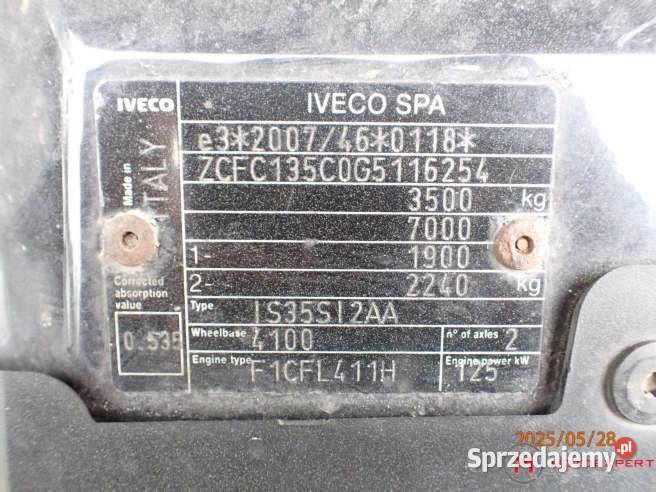 IVECO
IVECO SPA
e3*2007/46*0118*
ZCFC135C0G5116254
3500 kg
7000
1- 1900
2- 2240 kg
Made in
ITALY
Corrected
absorption
value
0.535
Type
IS35SI2AA
Wheelbase
4100
n° of axles 2
Engine type
F1CFL411H
Engine power kW
125
2025/05/28
Sprzedajemy.pl